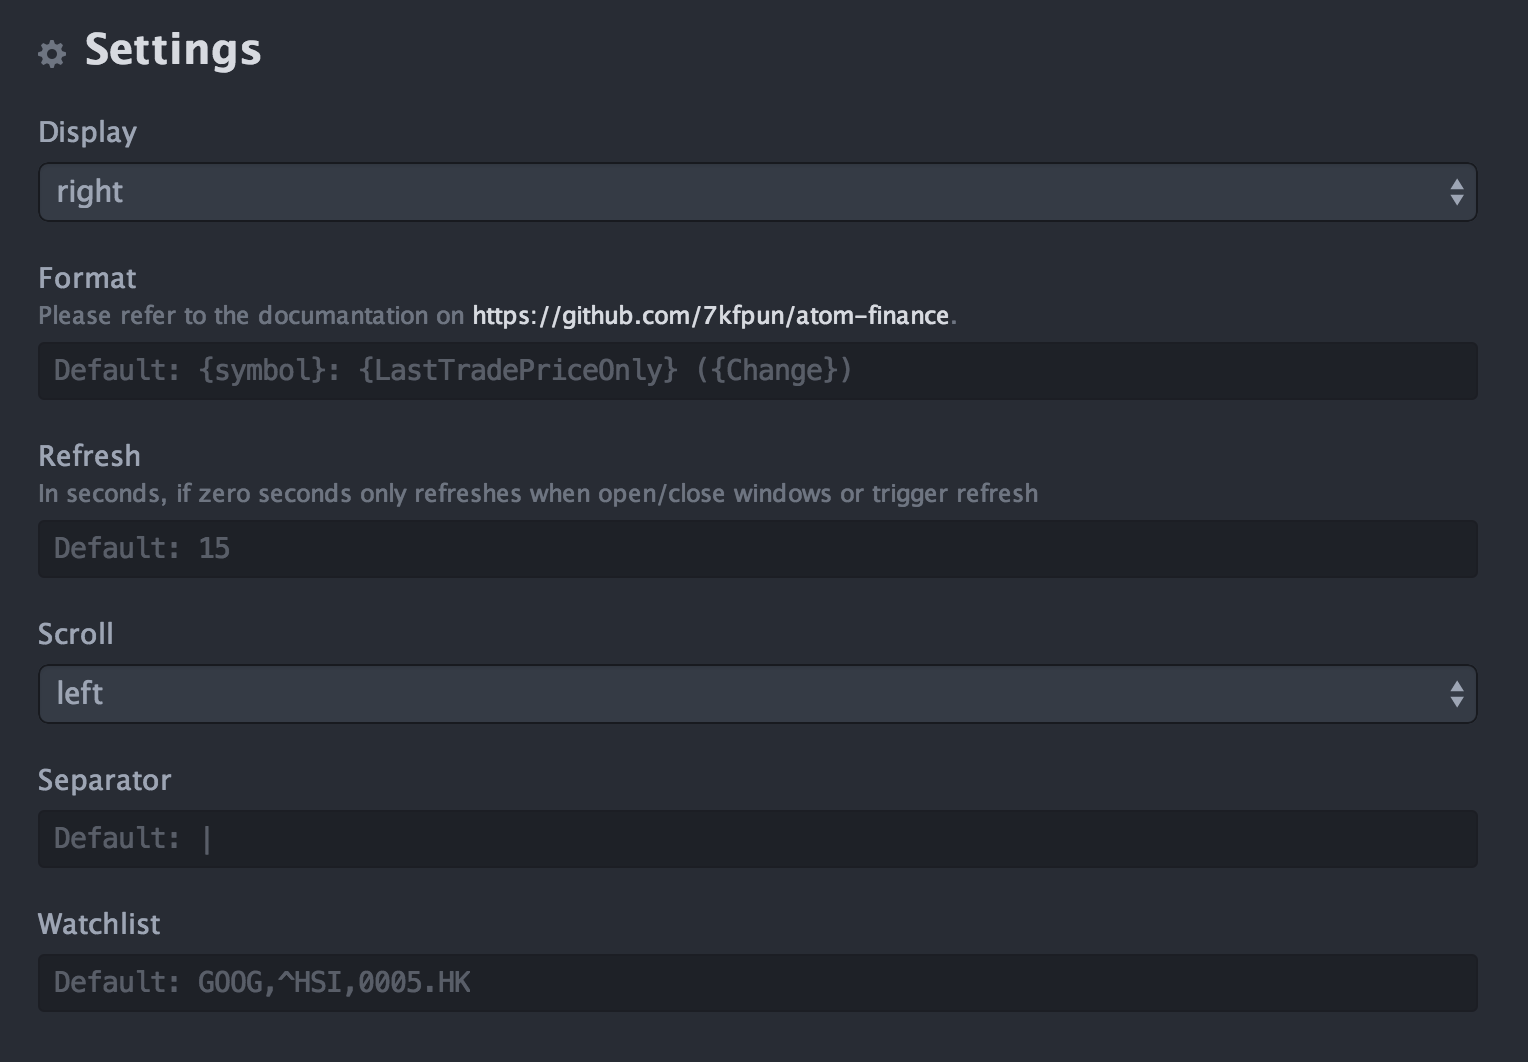 Settings
Display
right
Format
Please refer to the documantation on https://github.com/7kfpun/atom-finance.
Default: {symbol}: {LastTradePriceOnly} ({Change})
Refresh
In seconds, if zero seconds only refreshes when open/close windows or trigger refresh
Default: 15
Scroll
left
Separator
Default: |
Watchlist
Default: GOOG,^HSI,0005.HK